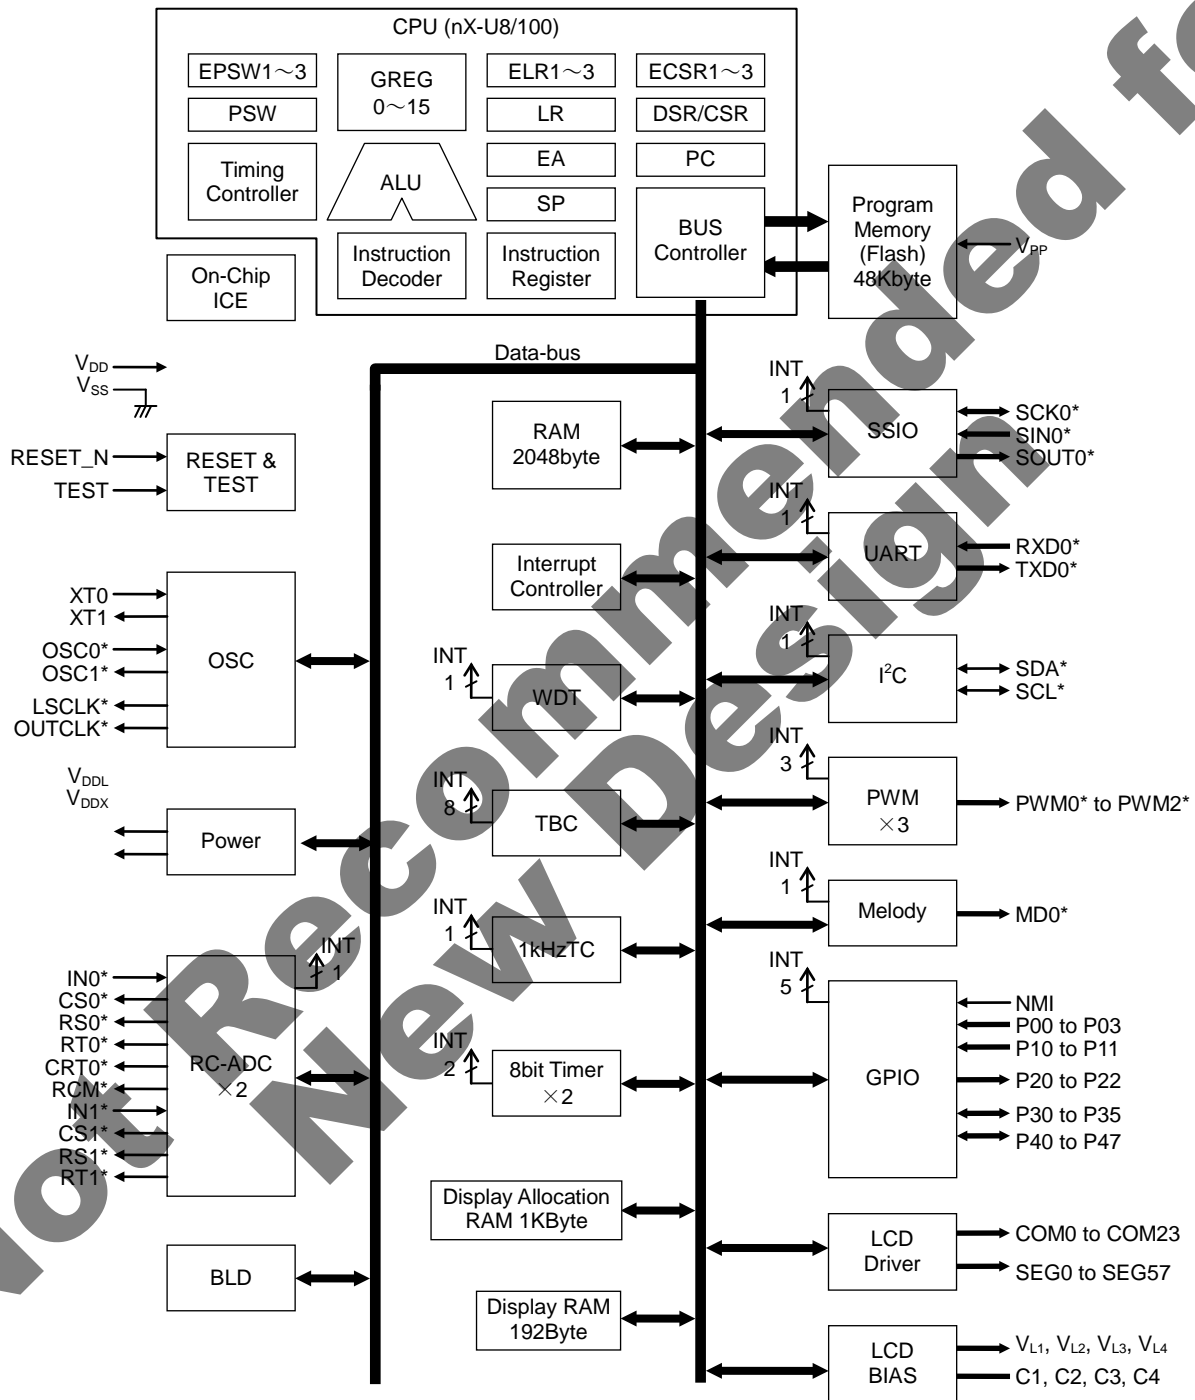 CPU (nX-U8/100)
EPSW1～3
GREG
0～15
ELR1～3
ECSR1～3
PSW
LR
DSR/CSR
Timing
Controller
ALU
EA
PC
SP
BUS
Controller
Instruction
Decoder
Instruction
Register
On-Chip
ICE
Program
Memory
(Flash)
48Kbyte
VPP
Data-bus
VDD
VSS
RESET_N
TEST
RESET &
TEST
RAM
2048byte
INT
1
SSIO
SCK0*
SIN0*
SOUT0*
INT
1
UART
RXD0*
TXD0*
Interrupt
Controller
XT0
XT1
OSC0*
OSC1*
LSCLK*
OUTCLK*
OSC
INT
1
WDT
INT
1
I²C
SDA*
SCL*
VDDL
VDDX
Power
INT
8
TBC
INT
3
PWM
×3
PWM0* to PWM2*
INT
1
Melody
MD0*
INT
1
1kHzTC
IN0*
CS0*
RS0*
RT0*
CRT0*
RCM*
IN1*
CS1*
RS1*
RT1*
INT
1
RC-ADC
×2
INT
2
8bit Timer
×2
INT
5
GPIO
NMI
P00 to P03
P10 to P11
P20 to P22
P30 to P35
P40 to P47
Display Allocation
RAM 1KByte
BLD
LCD
Driver
COM0 to COM23
SEG0 to SEG57
Display RAM
192Byte
LCD
BIAS
VL1, VL2, VL3, VL4
C1, C2, C3, C4
Not Recommended fo
New Design